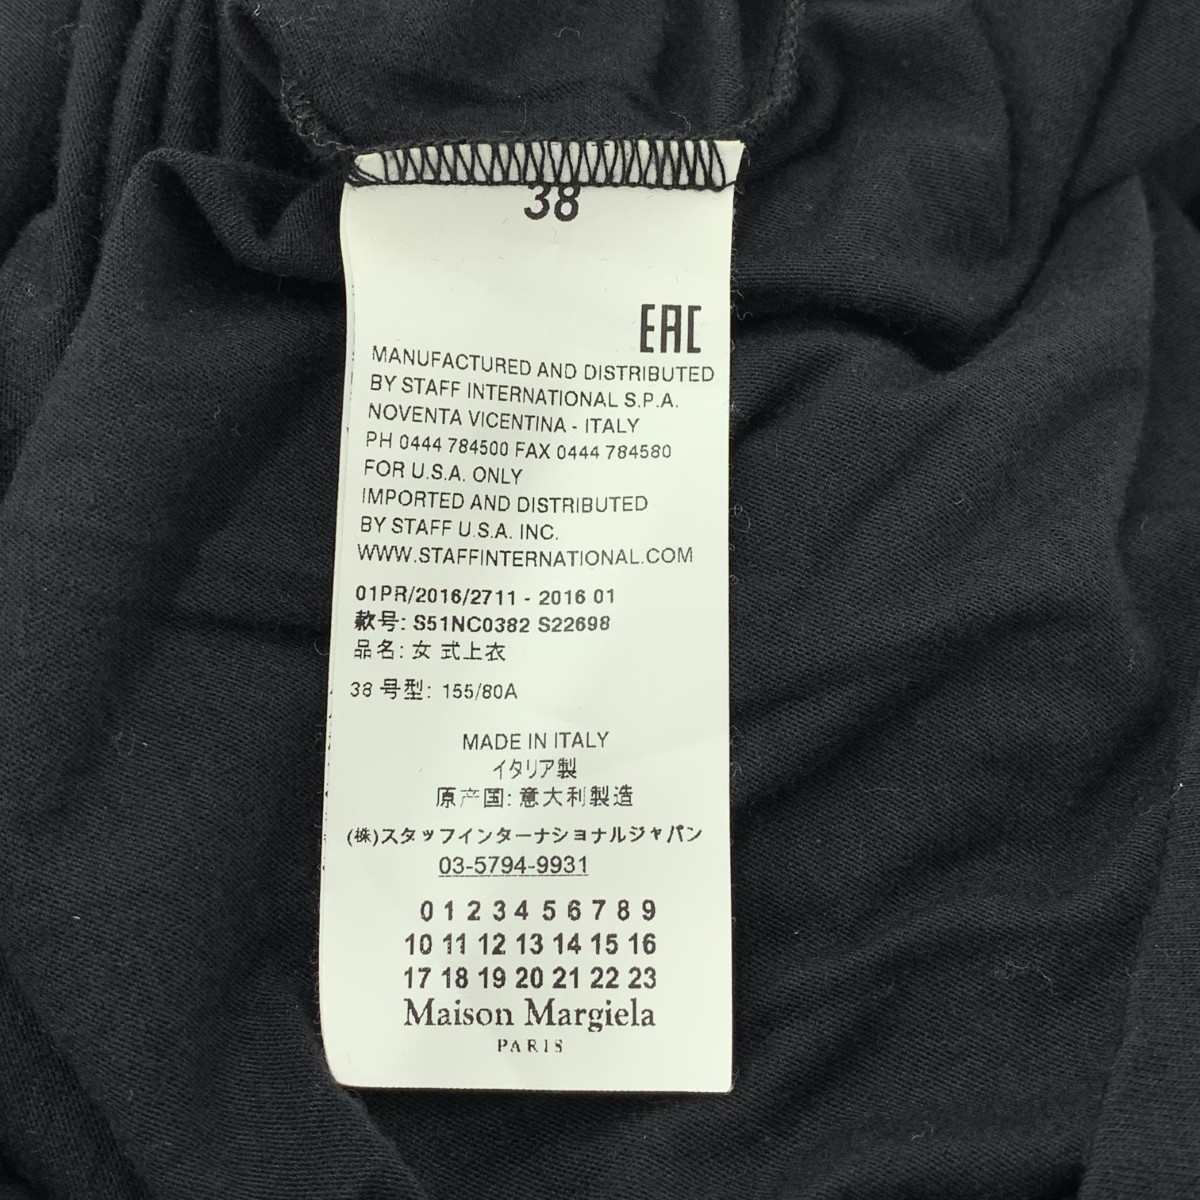 38
EAC
MANUFACTURED AND DISTRIBUTED
BY STAFF INTERNATIONAL S.P.A.
NOVENTA VICENTINA - ITALY
PH 0444 784500 FAX 0444 784580
FOR U.S.A. ONLY
IMPORTED AND DISTRIBUTED
BY STAFF U.S.A. INC.
WWW.STAFFINTERNATIONAL.COM
01PR/2016/2711 - 2016 01
款号: S51NC0382 S22698
品名: 女 式上衣
38 号型: 155/80A
MADE IN ITALY
イタリア製
原产国: 意大利製造
(株)スタッフインターナショナルジャパン
03-5794-9931
0 1 2 3 4 5 6 7 8 9
10 11 12 13 14 15 16
17 18 19 20 21 22 23
Maison Margiela
PARIS